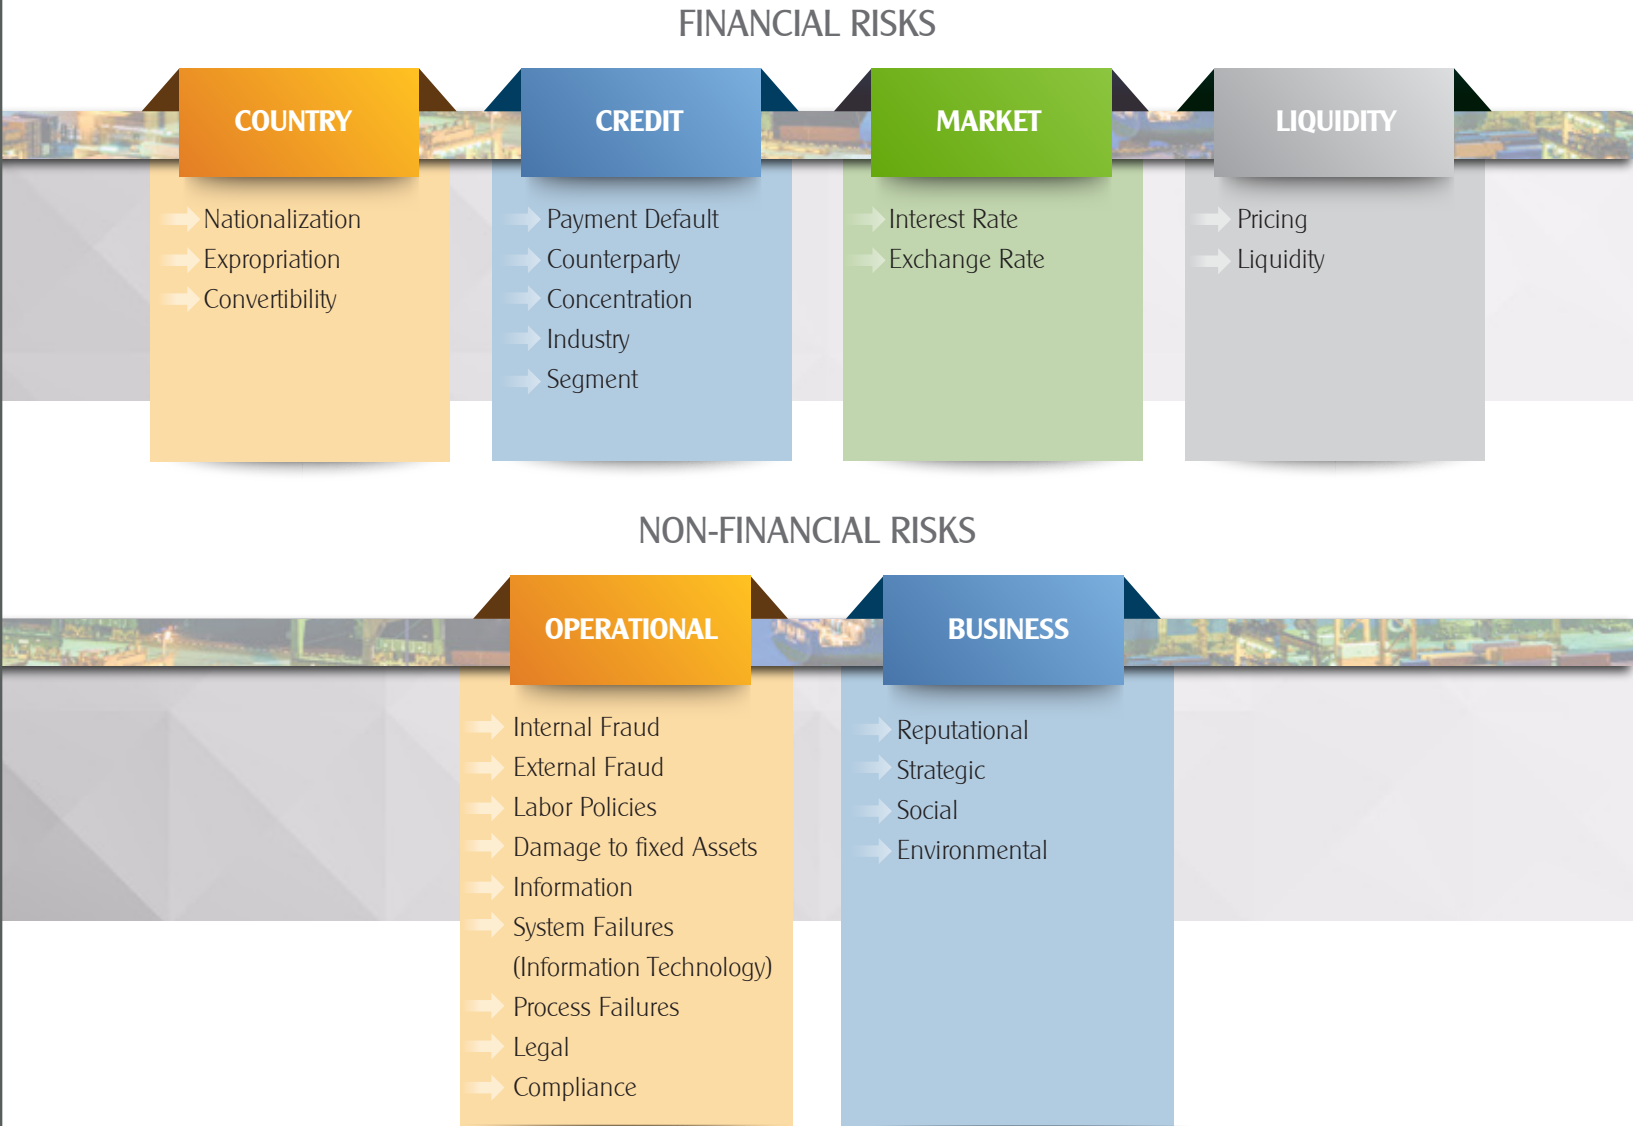 FINANCIAL RISKS
COUNTRY
Nationalization
Expropriation
Convertibility
CREDIT
Payment Default
Counterparty
Concentration
Industry
Segment
MARKET
Interest Rate
Exchange Rate
LIQUIDITY
Pricing
Liquidity
NON-FINANCIAL RISKS
OPERATIONAL
Internal Fraud
External Fraud
Labor Policies
Damage to fixed Assets
Information
System Failures
(Information Technology)
Process Failures
Legal
Compliance
BUSINESS
Reputational
Strategic
Social
Environmental